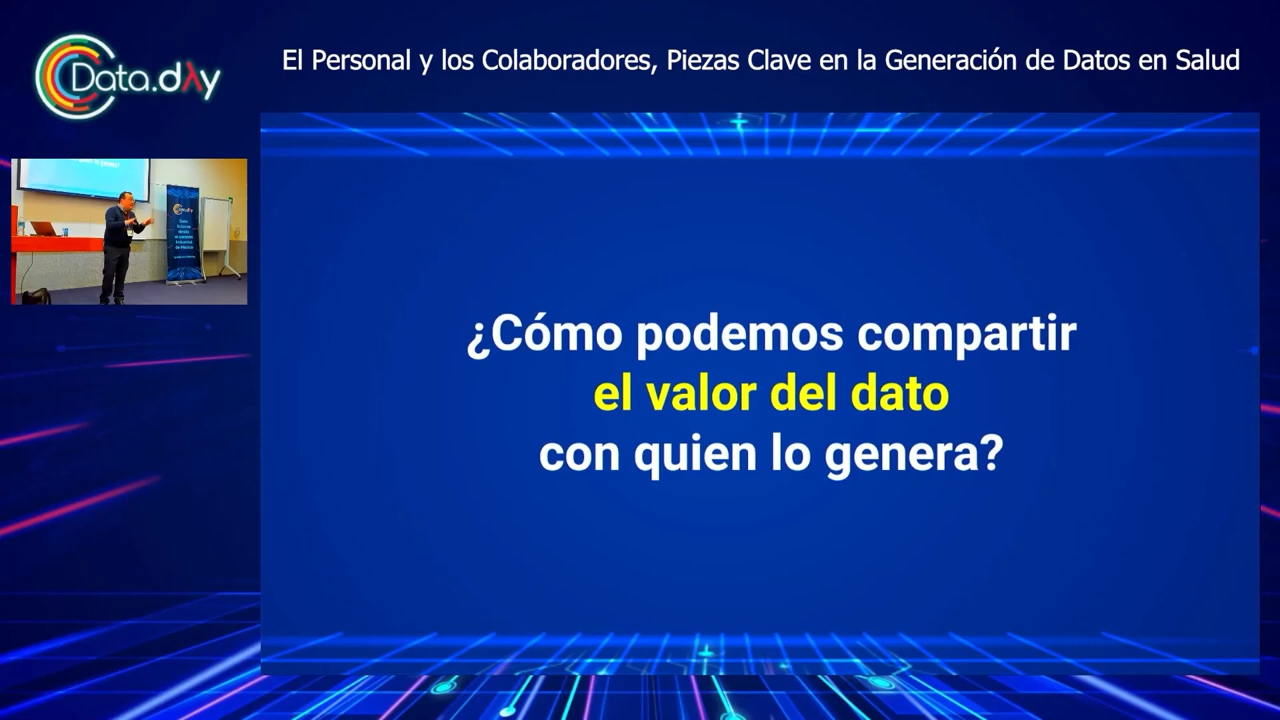 Data.dλy
El Personal y los Colaboradores, Piezas Clave en la Generación de Datos en Salud
¿Cómo podemos compartir
el valor del dato
con quien lo genera?